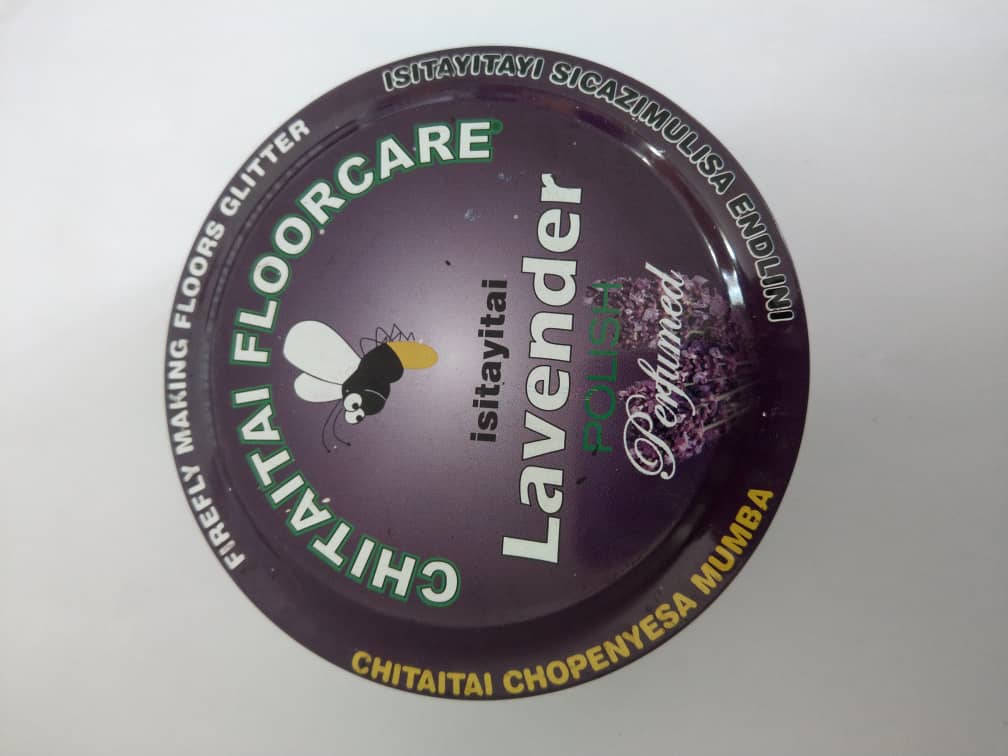 FIREFLY MAKING FLOORS GLITTER
CHITAITAI FLOORCARE®
isitayitai
Lavender
POLISH
Perfumed
ISITAYITAYI SICAZIMULISA ENDLINI
CHITAITAI CHOPENYESA MUMBA